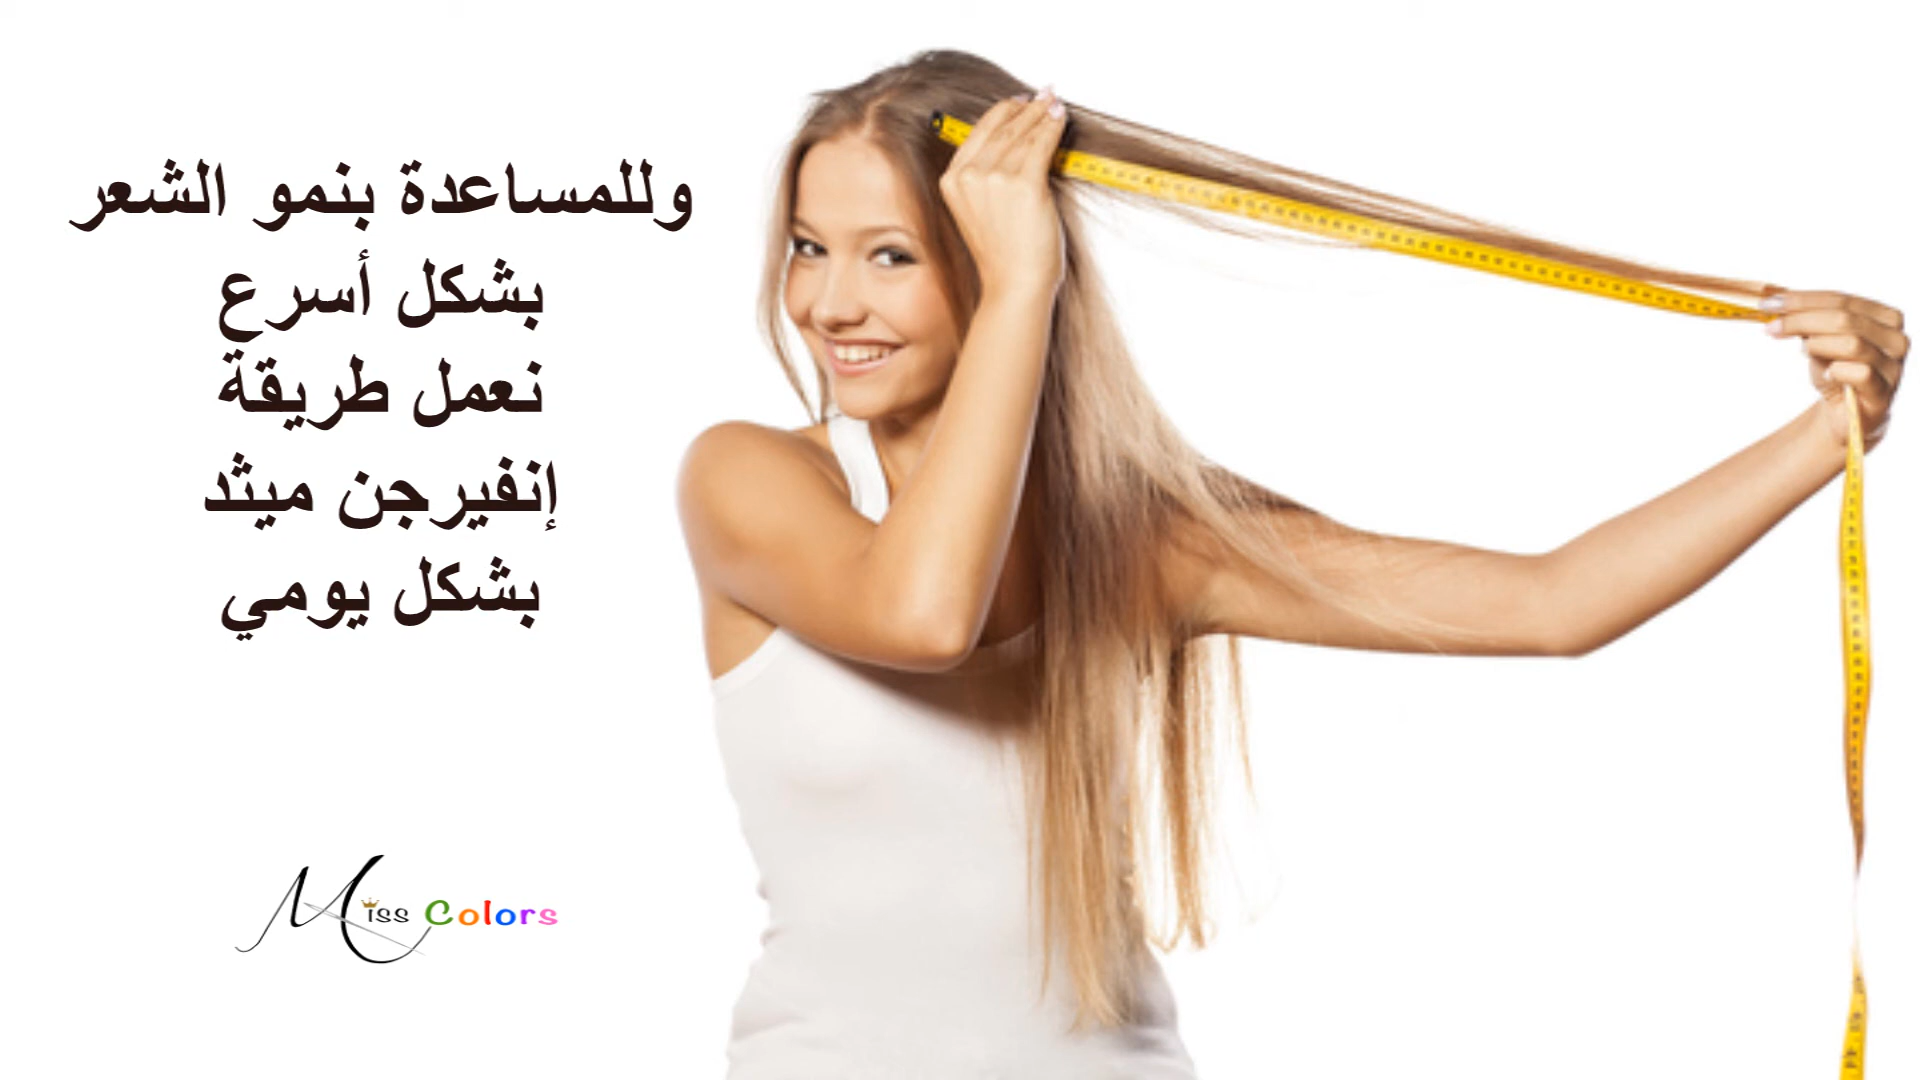 وللمساعدة بنمو الشعر
بشكل أسرع
نعمل طريقة
إنفيرجن ميثد
بشكل يومي
Miss Colors